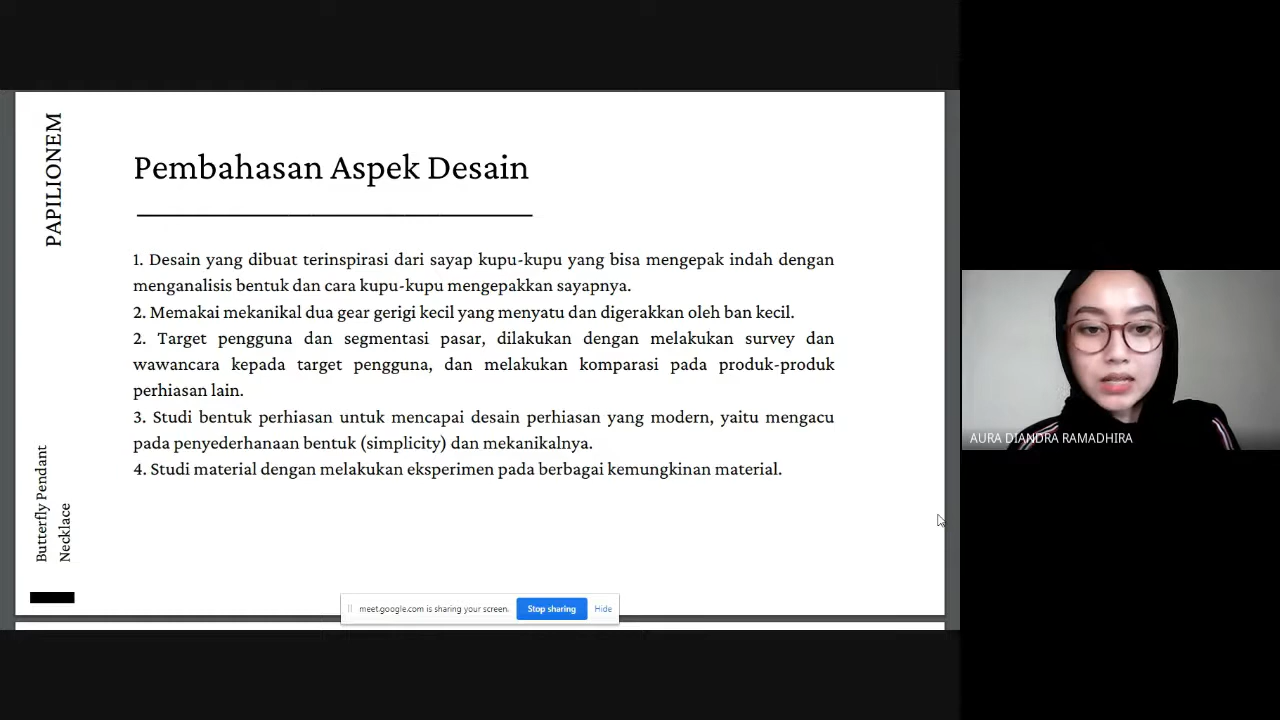 PAPILIONEM
Pembahasan Aspek Desain
1. Desain yang dibuat terinspirasi dari sayap kupu-kupu yang bisa mengepak indah dengan
menganalisis bentuk dan cara kupu-kupu mengepakkan sayapnya.
2. Memakai mekanikal dua gear gerigi kecil yang menyatu dan digerakkan oleh ban kecil.
2. Target pengguna dan segmentasi pasar, dilakukan dengan melakukan survey dan
wawancara kepada target pengguna, dan melakukan komparasi pada produk-produk
perhiasan lain.
3. Studi bentuk perhiasan untuk mencapai desain perhiasan yang modern, yaitu mengacu
pada penyederhanaan bentuk (simplicity) dan mekanikalnya.
4. Studi material dengan melakukan eksperimen pada berbagai kemungkinan material.
Butterfly Pendant
Necklace
meet.google.com is sharing your screen.
Stop sharing
Hide
AURA DIANDRA RAMADHIRA